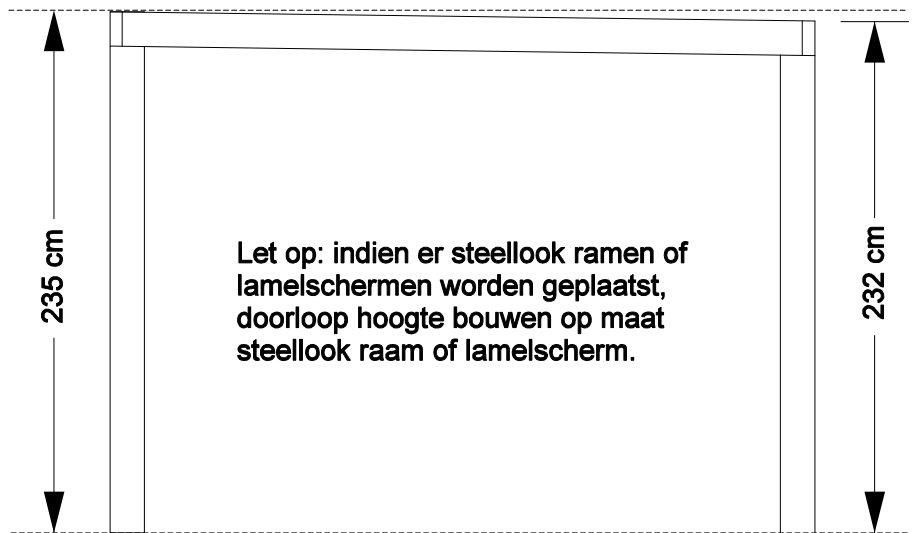 235 cm
Let op: indien er steellook ramen of
lamelschermen worden geplaatst,
doorloop hoogte bouwen op maat
steellook raam of lamelscherm.
232 cm